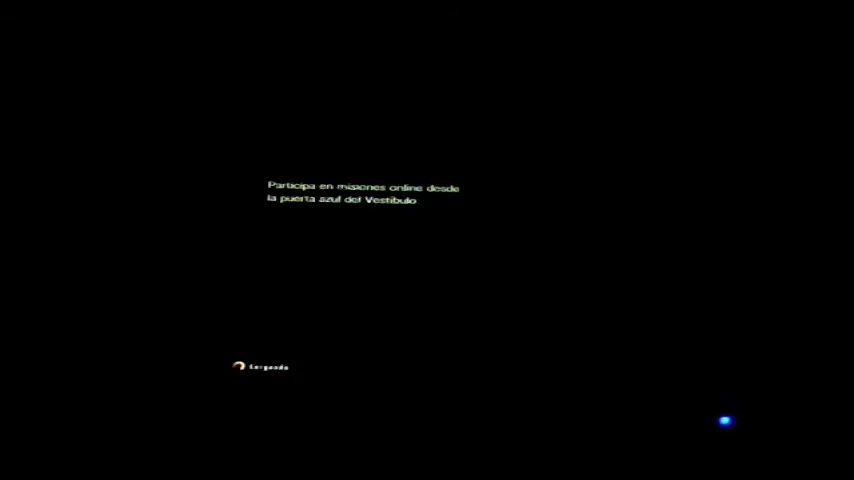 Participa en misiones online desde
la puerta azul del Vestíbulo
Cargando